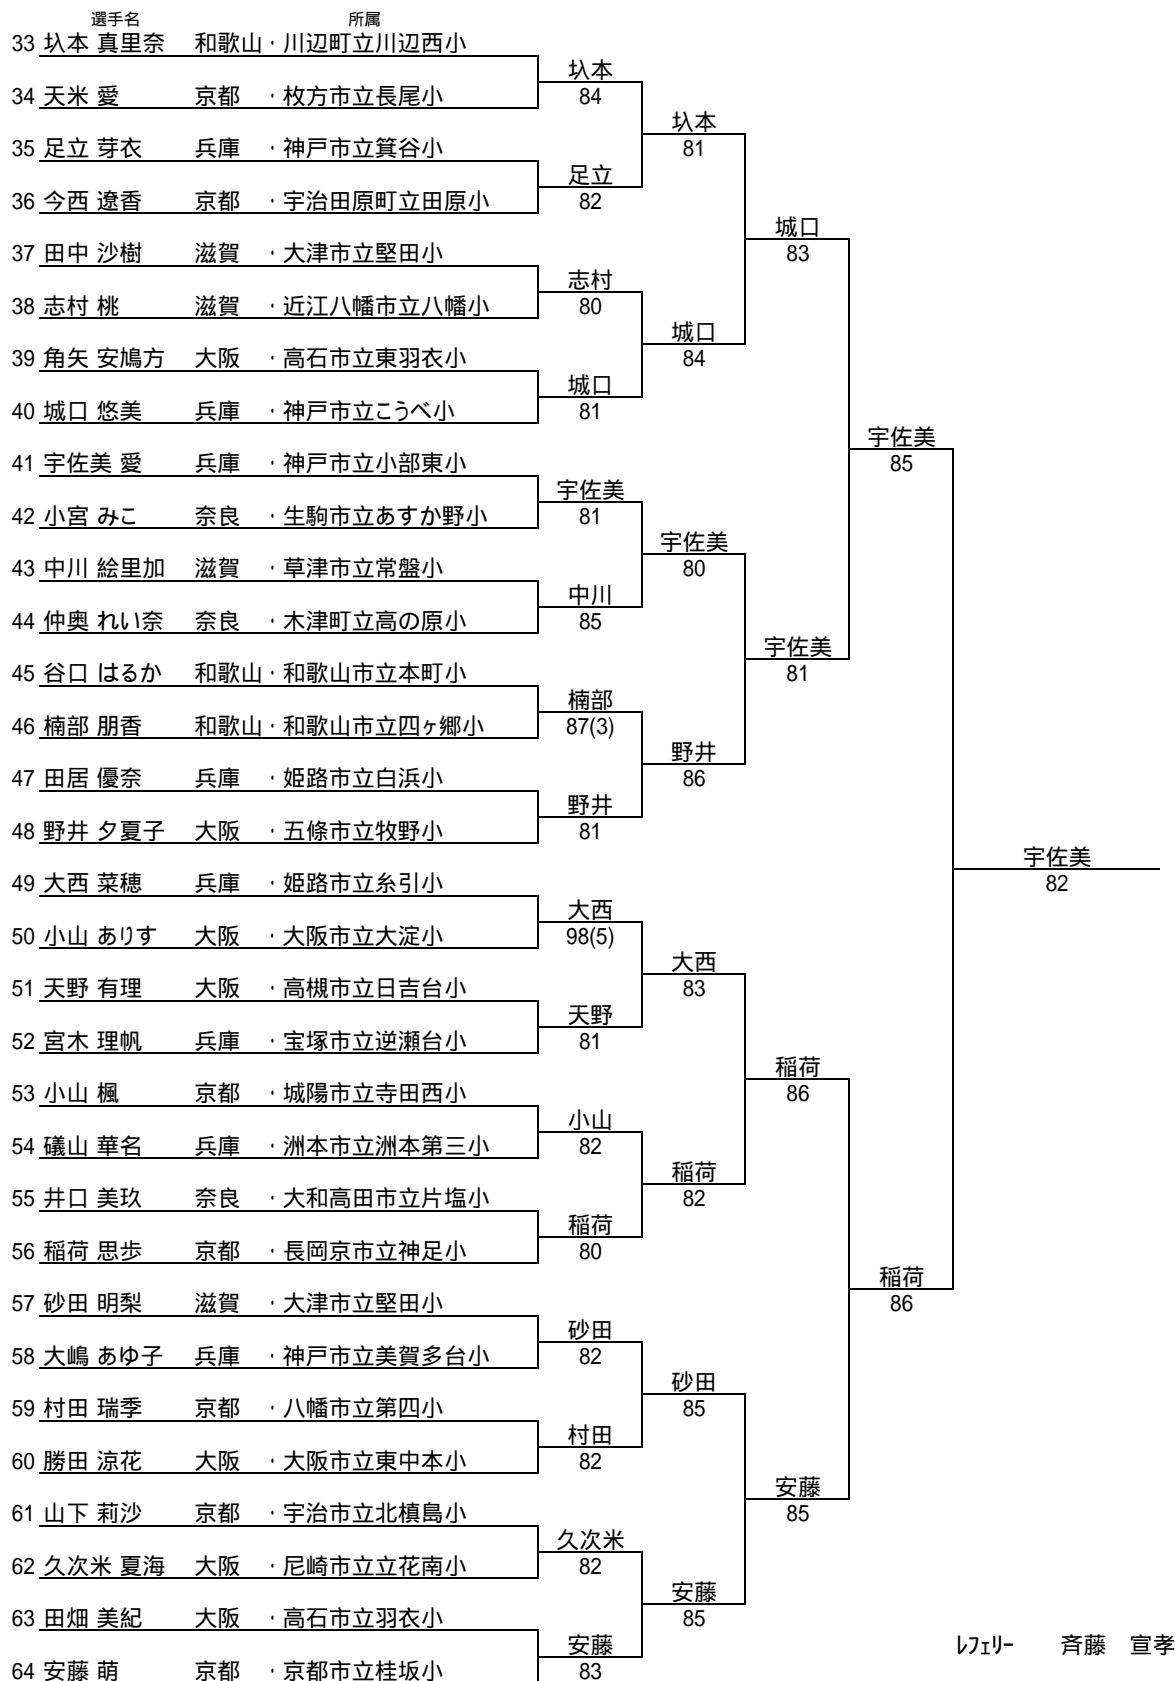 選手名 所属
33 圦本 真里奈 和歌山・川辺町立川辺西小
圦本
34 天米 愛 京都 ・枚方市立長尾小
84
圦本
35 足立 芽衣 兵庫 ・神戸市立箕谷小
81
足立
36 今西 遼香 京都 ・宇治田原町立田原小
82
城口
37 田中 沙樹 滋賀 ・大津市立堅田小
83
志村
38 志村 桃 滋賀 ・近江八幡市立八幡小
80
城口
39 角矢 安鳩方 大阪 ・高石市立東羽衣小
84
城口
40 城口 悠美 兵庫 ・神戸市立こうべ小
81
宇佐美
41 宇佐美 愛 兵庫 ・神戸市立小部東小
85
宇佐美
42 小宮 みこ 奈良 ・生駒市立あすか野小
81
宇佐美
43 中川 絵里加 滋賀 ・草津市立常盤小
80
中川
44 仲奥 れい奈 奈良 ・木津町立高の原小
85
宇佐美
45 谷口 はるか 和歌山・和歌山市立本町小
81
楠部
46 楠部 朋香 和歌山・和歌山市立四ヶ郷小
87(3)
野井
47 田居 優奈 兵庫 ・姫路市立白浜小
86
野井
48 野井 夕夏子 大阪 ・五條市立牧野小
81
宇佐美
49 大西 菜穂 兵庫 ・姫路市立糸引小
82
大西
50 小山 ありす 大阪 ・大阪市立大淀小
98(5)
大西
51 天野 有理 大阪 ・高槻市立日吉台小
83
天野
52 宮木 理帆 兵庫 ・宝塚市立逆瀬台小
81
稲荷
53 小山 楓 京都 ・城陽市立寺田西小
86
小山
54 礒山 華名 兵庫 ・洲本市立洲本第三小
82
稲荷
55 井口 美玖 奈良 ・大和高田市立片塩小
82
稲荷
56 稲荷 思歩 京都 ・長岡京市立神足小
80
稲荷
57 砂田 明梨 滋賀 ・大津市立堅田小
86
砂田
58 大嶋 あゆ子 兵庫 ・神戸市立美賀多台小
82
砂田
59 村田 瑞季 京都 ・八幡市立第四小
85
村田
60 勝田 涼花 大阪 ・大阪市立東中本小
82
安藤
61 山下 莉沙 京都 ・宇治市立北槙島小
85
久次米
62 久次米 夏海 大阪 ・尼崎市立立花南小
82
安藤
63 田畑 美紀 大阪 ・高石市立羽衣小
85
安藤
ﾚﾌｪﾘｰ 斉藤 宣孝
64 安藤 萌 京都 ・京都市立桂坂小
83